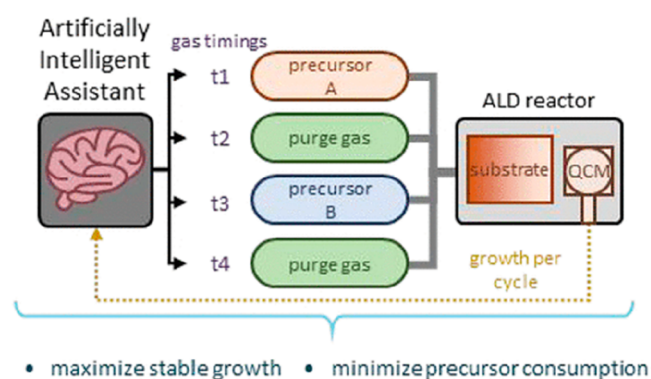 Artificially
Intelligent
Assistant
gas timings
t1
precursor
A
t2
purge gas
t3
precursor
B
t4
purge gas
ALD reactor
substrate
QCM
growth per
cycle
• maximize stable growth • minimize precursor consumption